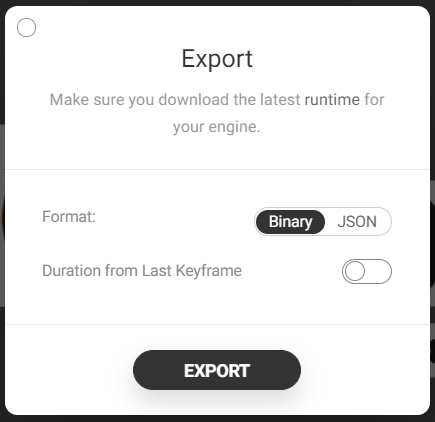 Export
Make sure you download the latest runtime for
your engine.
Format:
Binary JSON
Duration from Last Keyframe
EXPORT